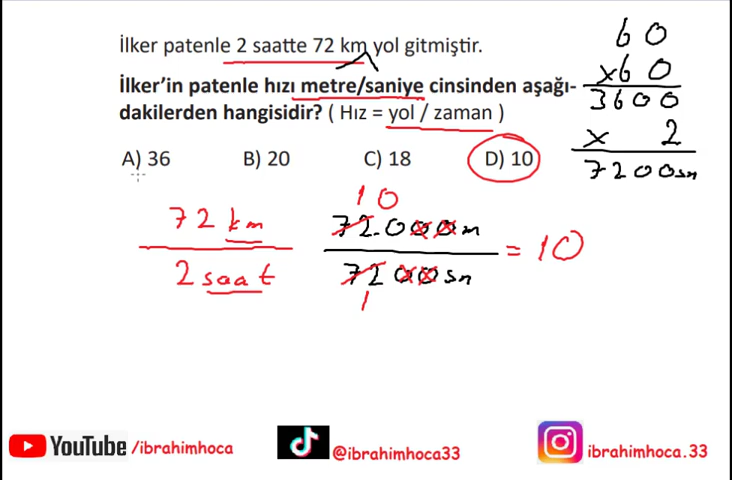 İlker patenle 2 saatte 72 km yol gitmiştir.
İlker'in patenle hızı metre/saniye cinsinden aşağı-
dakilerden hangisidir? ( Hız = yol / zaman )
A) 36 B) 20 C) 18 D) 10
60
x60
3600
x 2
7200sn
72 km
2 saat
10
72.000m
7200sn
1
= 10
YouTube /ibrahimhoca
@ibrahimhoca33
ibrahimhoca.33